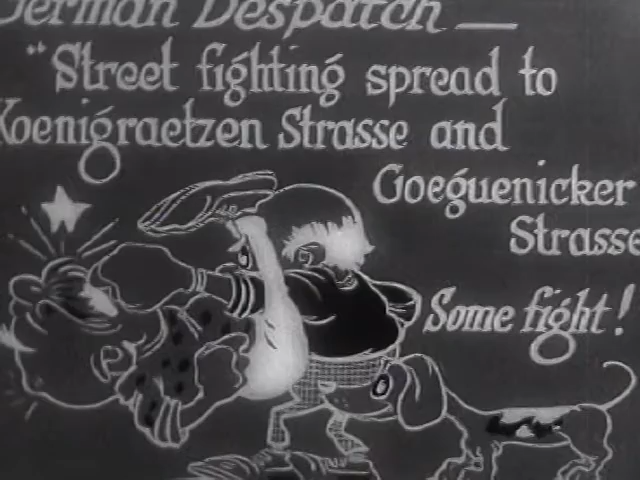 German Despatch —
"Street fighting spread to
Koenigraetzen Strasse and
Goeguenicker
Strasse
Some fight!